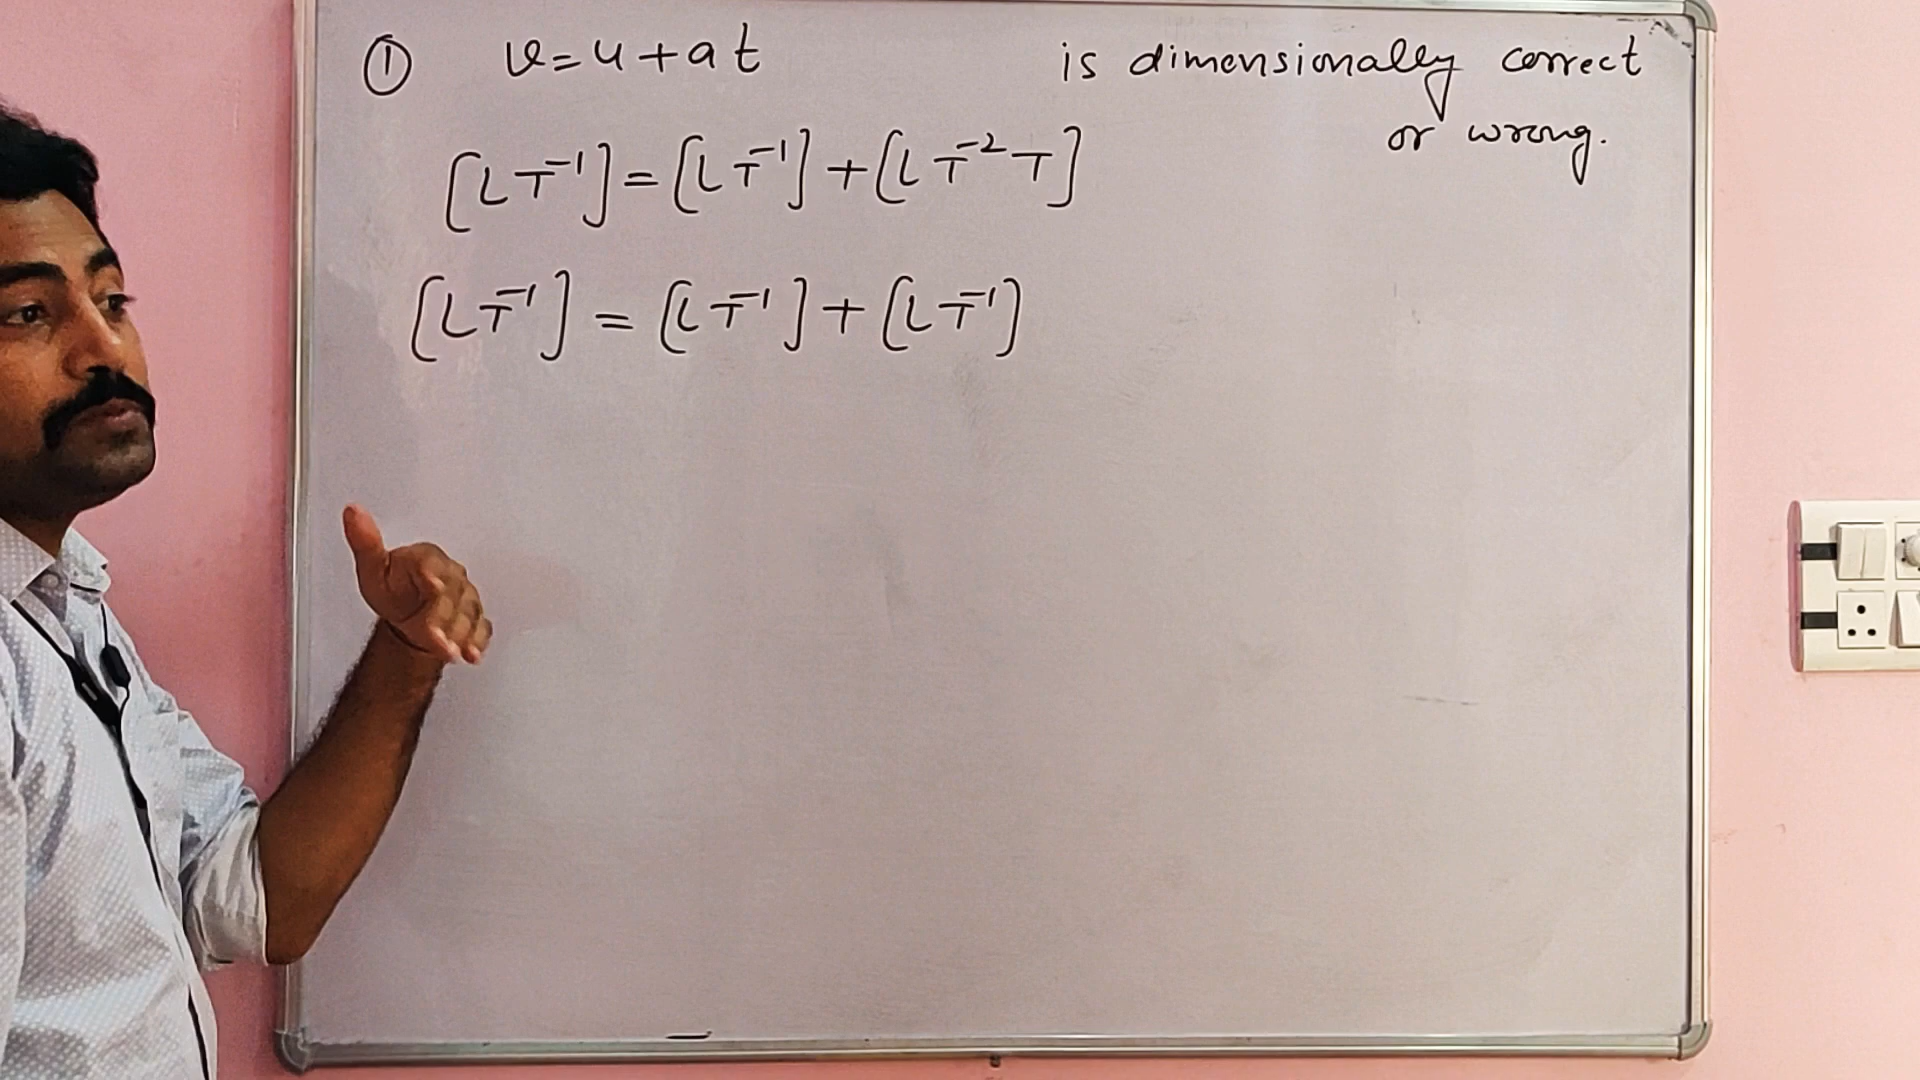 ① v = u + at is dimensionally correct
or wrong.
[LT⁻¹] = [LT⁻¹] + [LT⁻²T]
[LT⁻¹] = [LT⁻¹] + [LT⁻¹]